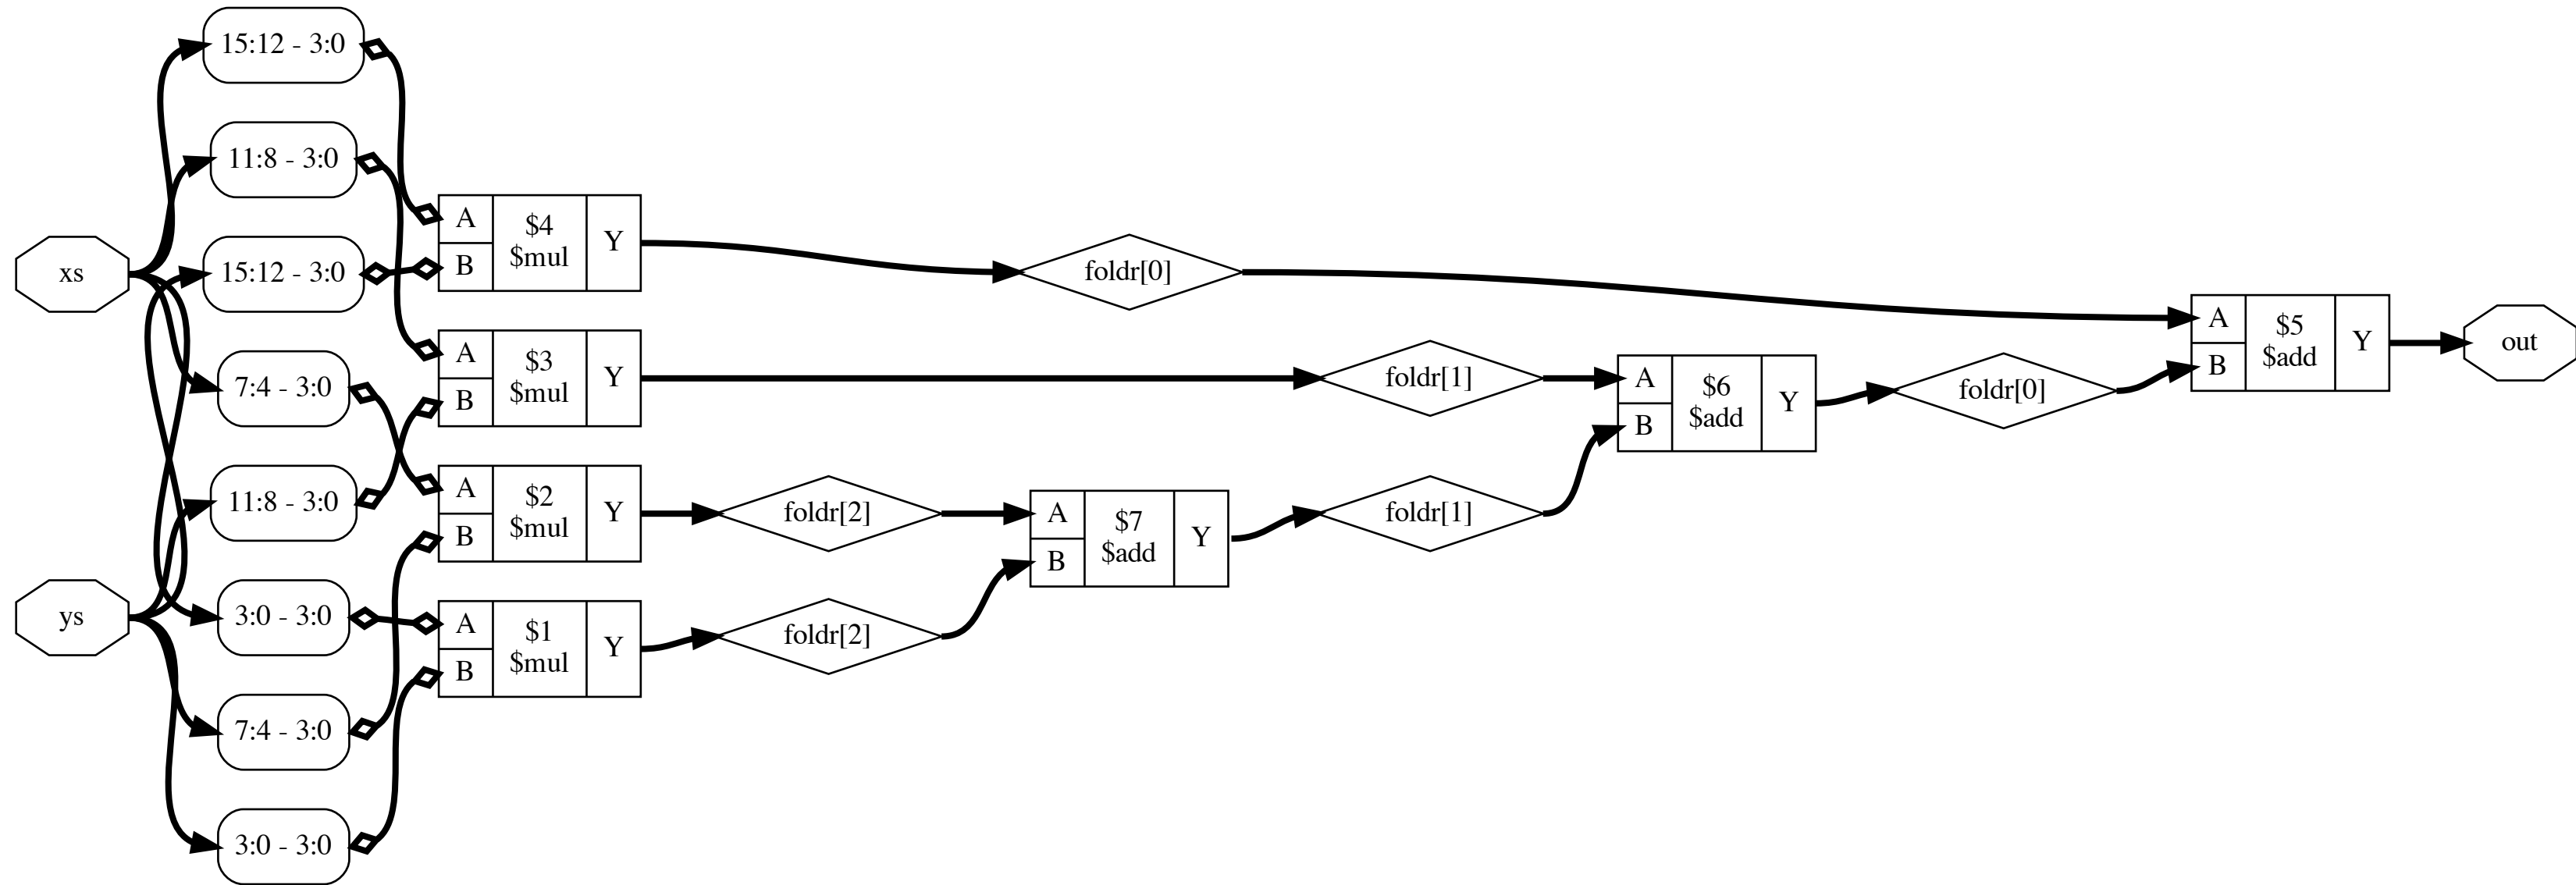 xs
ys
15:12 - 3:0
11:8 - 3:0
15:12 - 3:0
7:4 - 3:0
11:8 - 3:0
3:0 - 3:0
7:4 - 3:0
3:0 - 3:0
A
B
$4
$mul
Y
A
B
$3
$mul
Y
A
B
$2
$mul
Y
A
B
$1
$mul
Y
foldr[2]
foldr[2]
foldr[0]
A
B
$7
$add
Y
foldr[1]
foldr[1]
A
B
$6
$add
Y
foldr[0]
A
B
$5
$add
Y
out